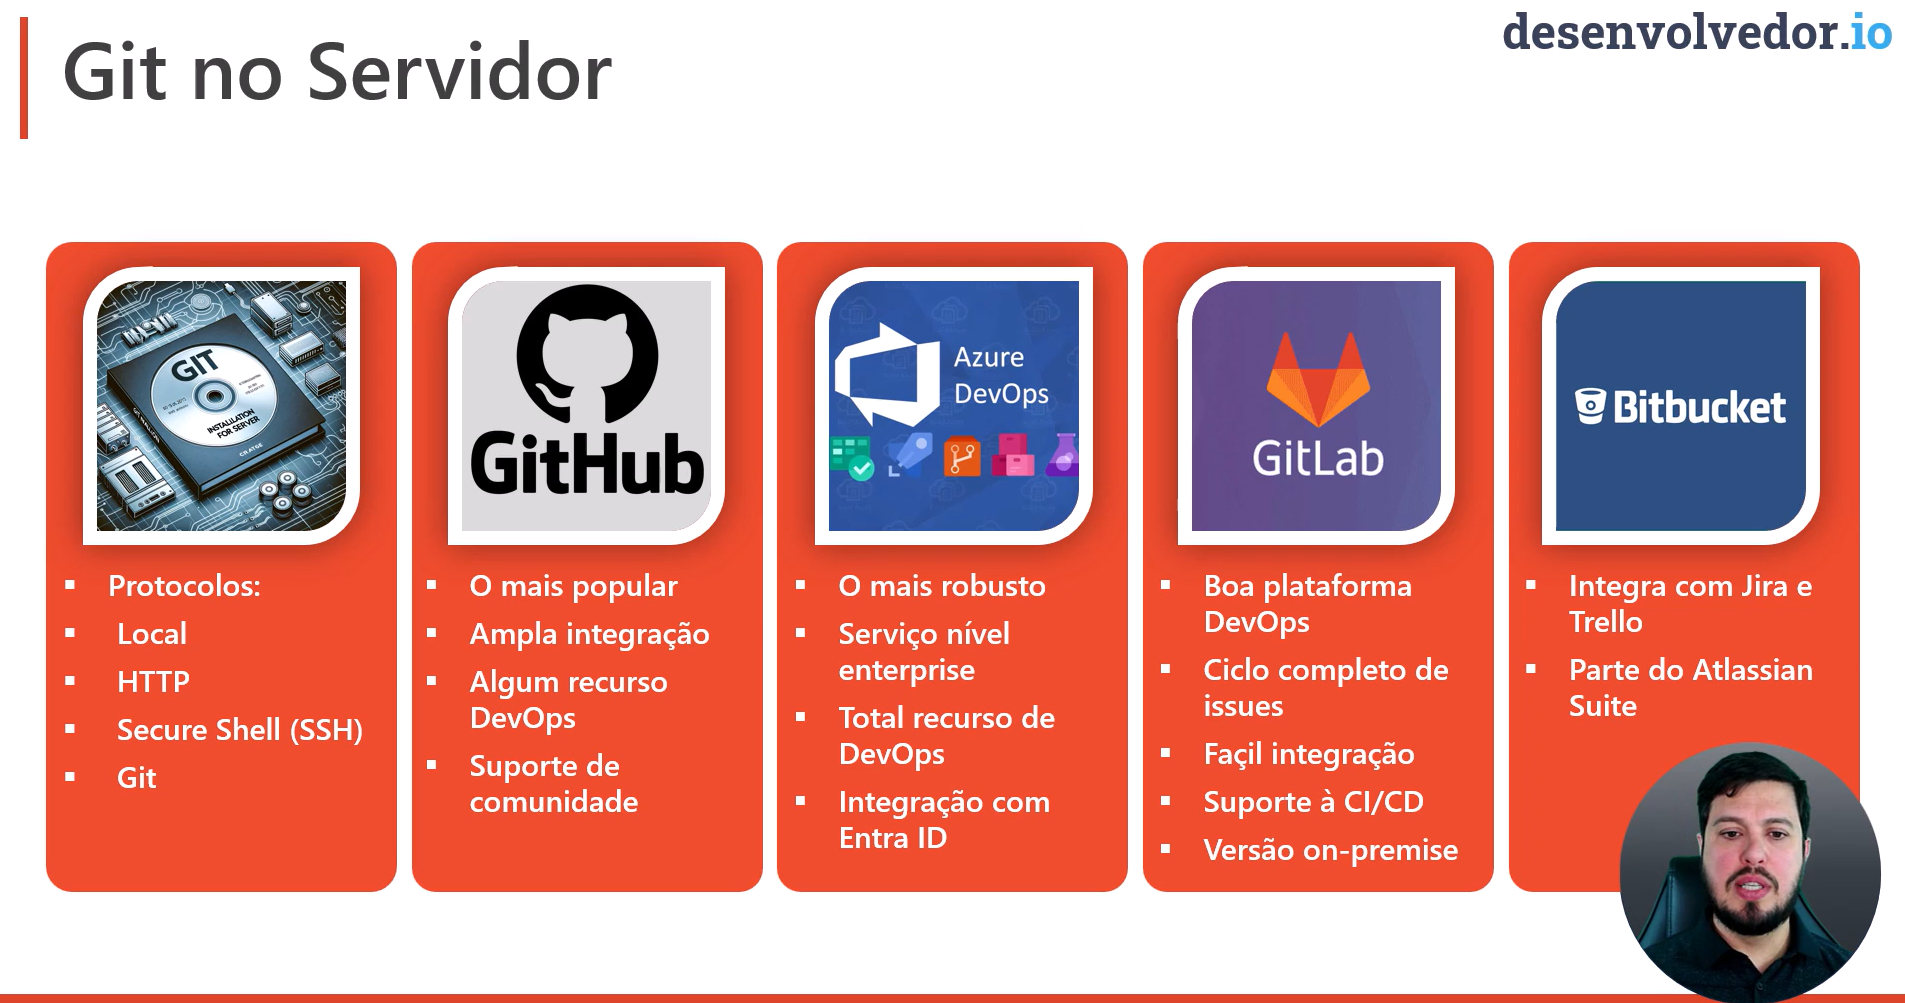 Git no Servidor
desenvolvedor.io
GIT
INSTALLATION
FOR SERVER
Protocolos:
Local
HTTP
Secure Shell (SSH)
Git
GitHub
O mais popular
Ampla integração
Algum recurso
DevOps
Suporte de
comunidade
Azure
DevOps
O mais robusto
Serviço nível
enterprise
Total recurso de
DevOps
Integração com
Entra ID
GitLab
Boa plataforma
DevOps
Ciclo completo de
issues
Façil integração
Suporte à CI/CD
Versão on-premise
Bitbucket
Integra com Jira e
Trello
Parte do Atlassian
Suite